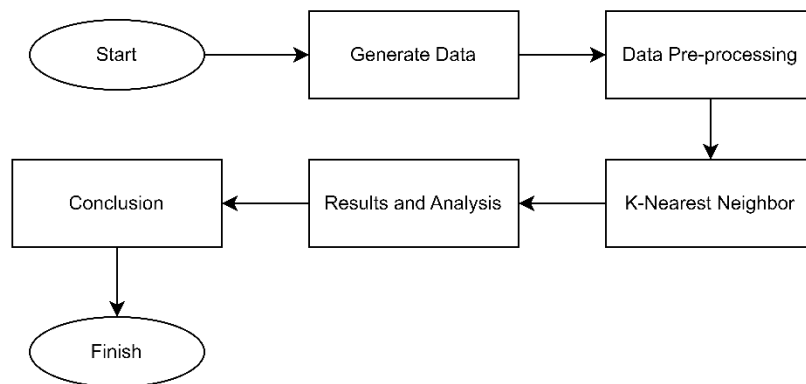 Start
Generate Data
Data Pre-processing
K-Nearest Neighbor
Results and Analysis
Conclusion
Finish